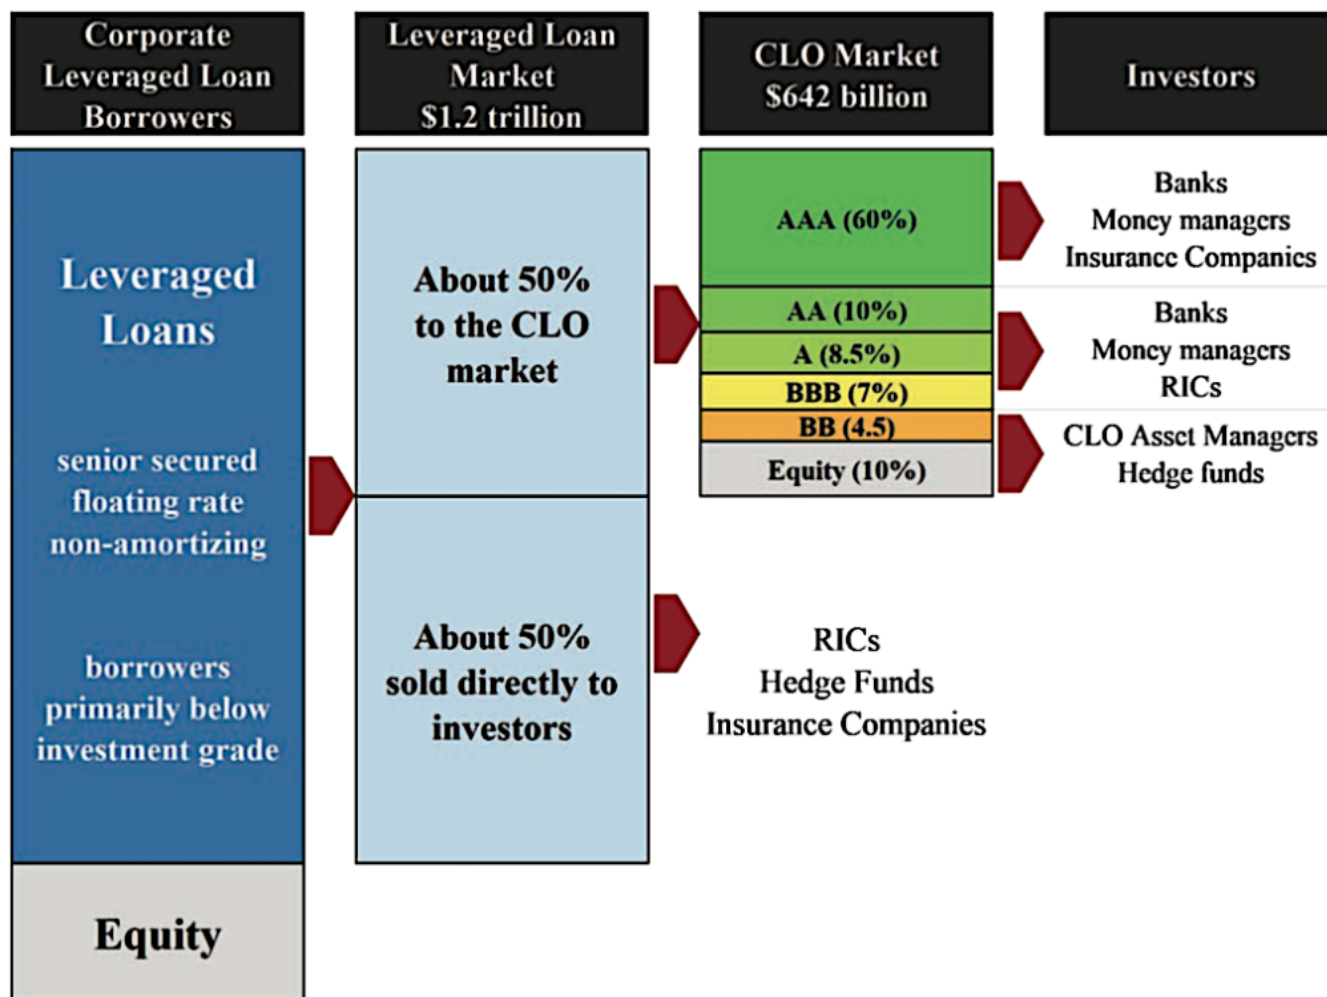 Corporate
Leveraged Loan
Borrowers
Leveraged Loan
Market
$1.2 trillion
CLO Market
$642 billion
Investors
Leveraged
Loans
senior secured
floating rate
non-amortizing
borrowers
primarily below
investment grade
Equity
About 50%
to the CLO
market
About 50%
sold directly to
investors
AAA (60%)
AA (10%)
A (8.5%)
BBB (7%)
BB (4.5)
Equity (10%)
RICs
Hedge Funds
Insurance Companies
Banks
Money managers
Insurance Companies
Banks
Money managers
RICs
CLO Asset Managers
Hedge funds